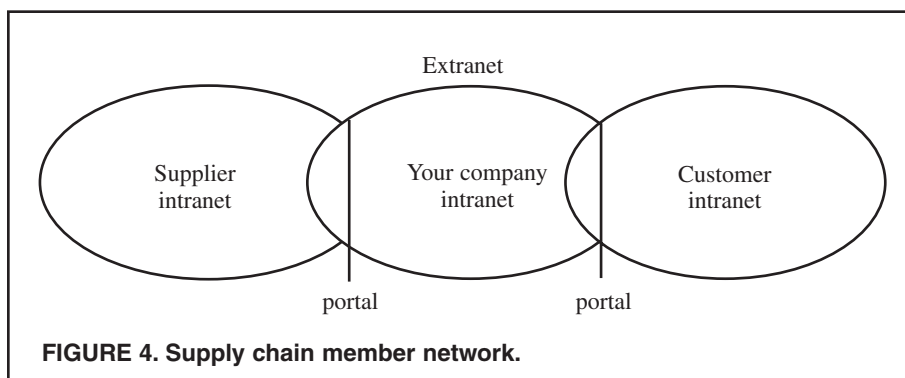 Extranet
Supplier
intranet
Your company
intranet
Customer
intranet
portal
portal
FIGURE 4. Supply chain member network.